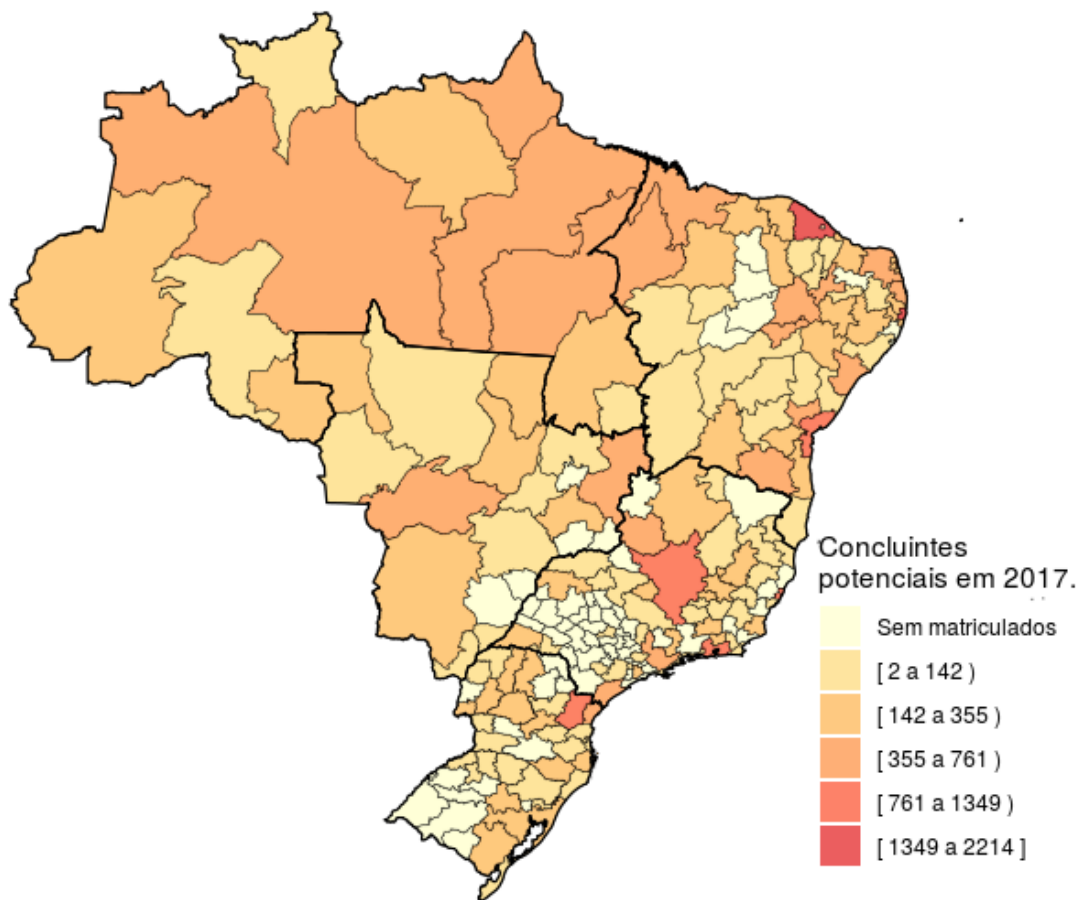 Concluintes
potenciais em 2017.
Sem matriculados
[ 2 a 142 )
[ 142 a 355 )
[ 355 a 761 )
[ 761 a 1349 )
[ 1349 a 2214 ]